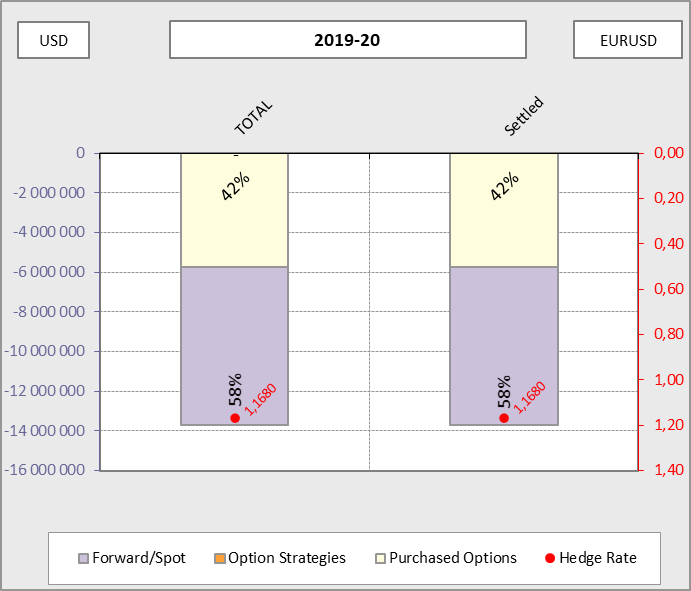 USD
2019-20
EURUSD
TOTAL
Settled
0
-2 000 000
-4 000 000
-6 000 000
-8 000 000
-10 000 000
-12 000 000
-14 000 000
-16 000 000
-
42%
58%
1,1680
42%
58%
1,1680
0,00
0,20
0,40
0,60
0,80
1,00
1,20
1,40
Forward/Spot Option Strategies Purchased Options Hedge Rate